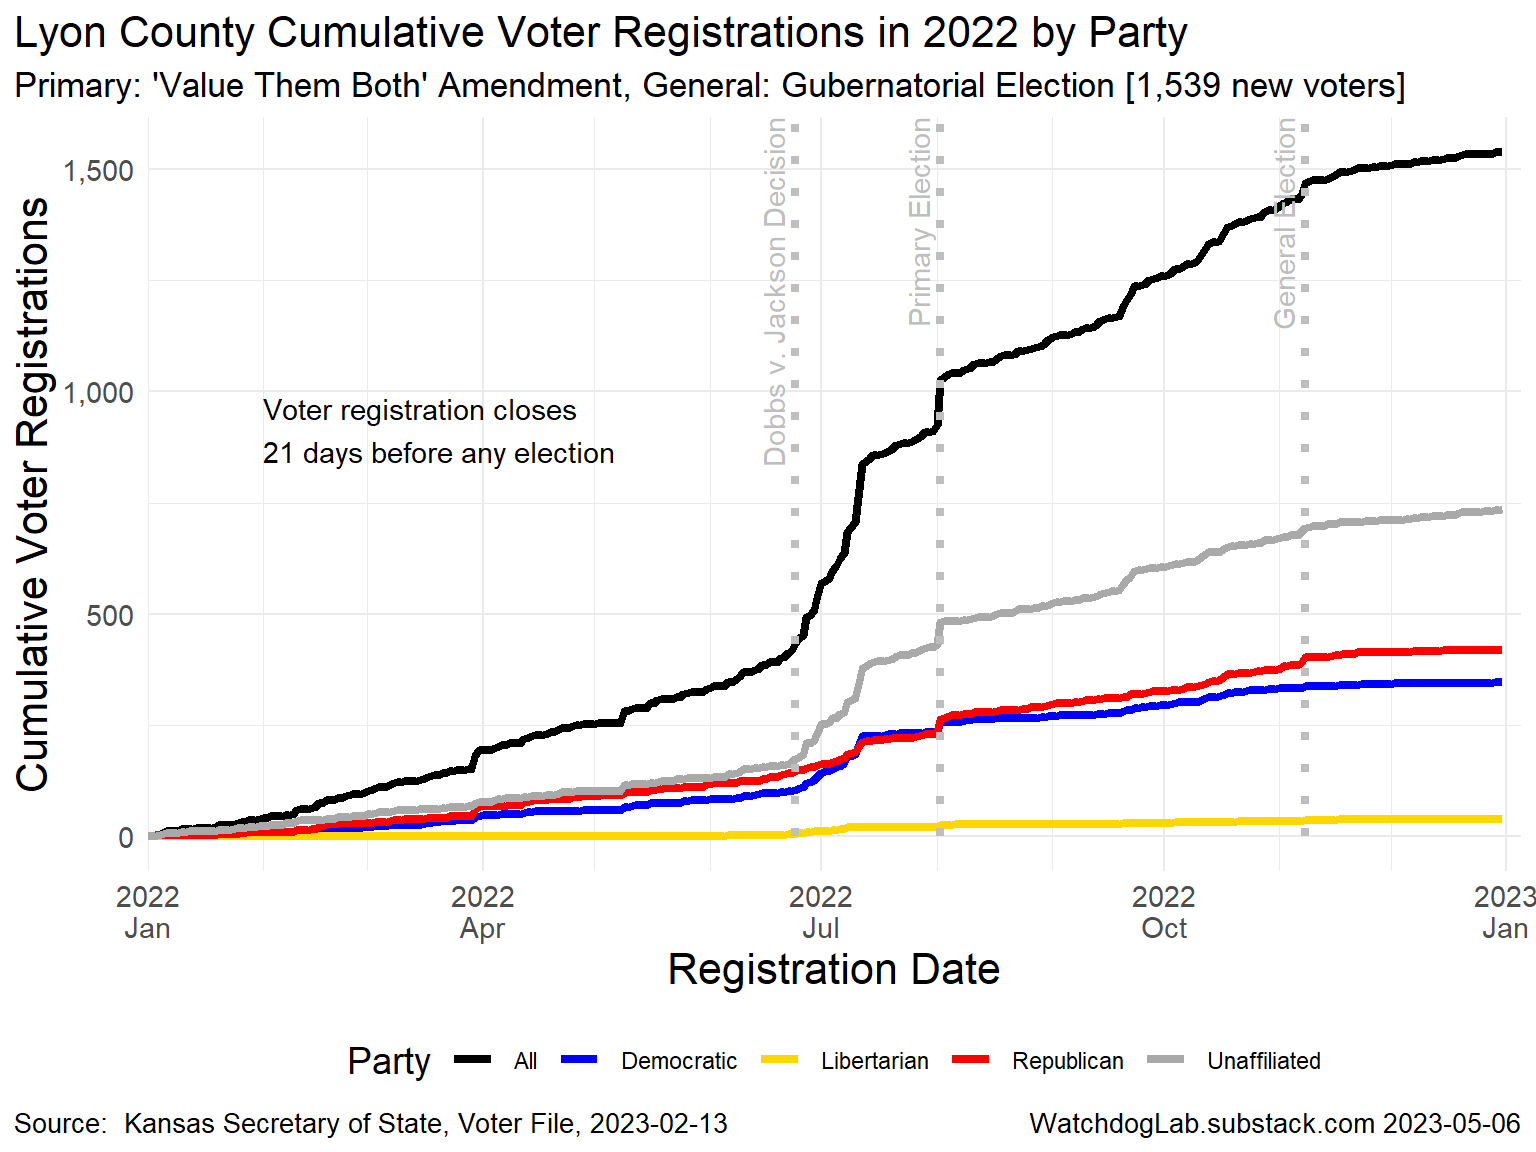 Lyon County Cumulative Voter Registrations in 2022 by Party
Primary: 'Value Them Both' Amendment, General: Gubernatorial Election [1,539 new voters]
Cumulative Voter Registrations
1,500
1,000
500
0
Dobbs v. Jackson Decision
Primary Election
General Election
Voter registration closes
21 days before any election
2022
Jan
2022
Apr
2022
Jul
2022
Oct
2023
Jan
Registration Date
Party
All
Democratic
Libertarian
Republican
Unaffiliated
Source:  Kansas Secretary of State, Voter File, 2023-02-13
WatchdogLab.substack.com 2023-05-06